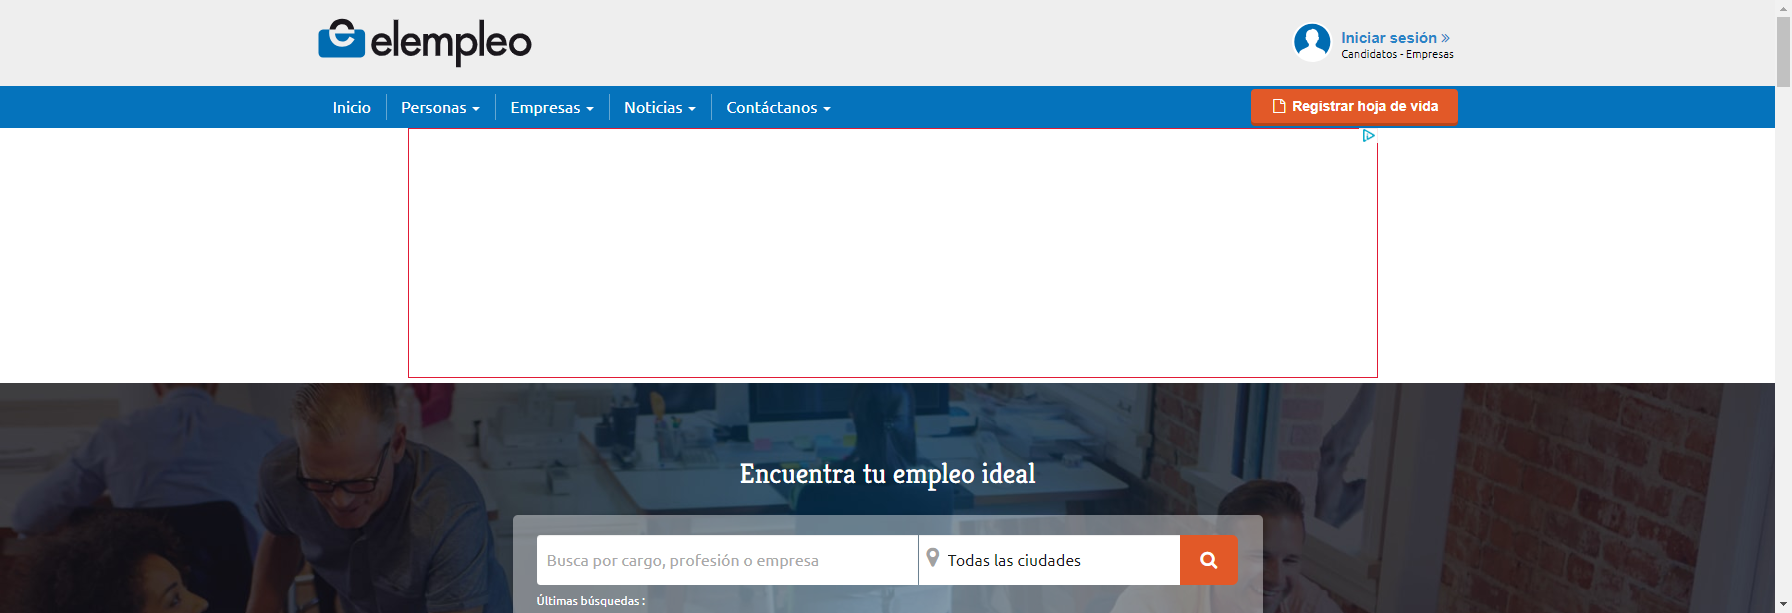 elempleo
Iniciar sesión »
Candidatos - Empresas
Inicio Personas Empresas Noticias Contáctanos Registrar hoja de vida
Encuentra tu empleo ideal
Busca por cargo, profesión o empresa Todas las ciudades
Últimas búsquedas :